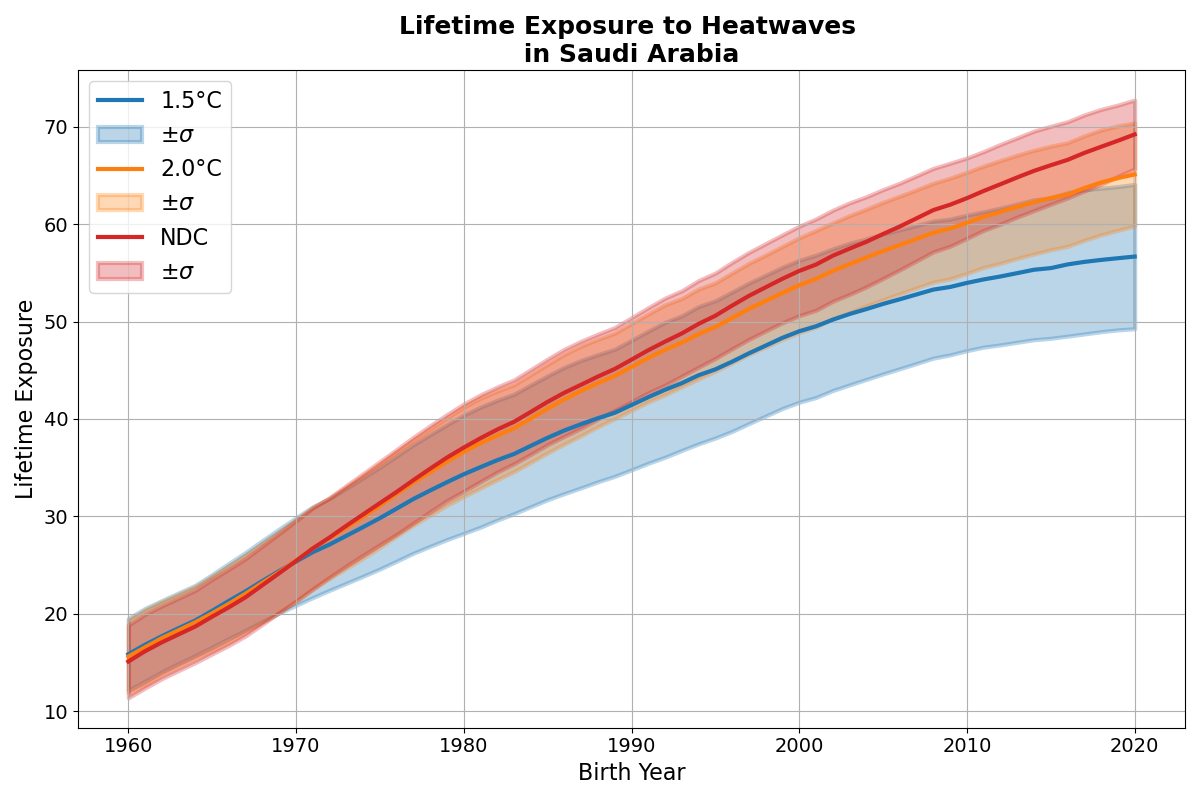 Lifetime Exposure to Heatwaves
in Saudi Arabia
1.5°C
±σ
2.0°C
±σ
NDC
±σ
Lifetime Exposure
70
60
50
40
30
20
10
1960 1970 1980 1990 2000 2010 2020
Birth Year